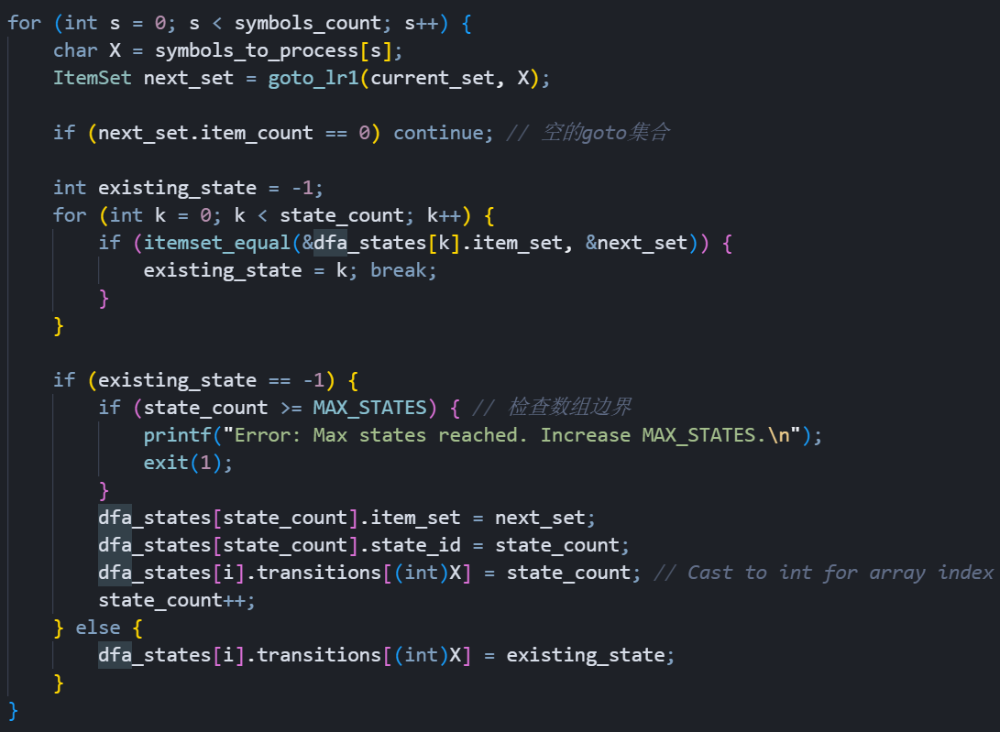 for (int s = 0; s < symbols_count; s++) {
    char X = symbols_to_process[s];
    ItemSet next_set = goto_lr1(current_set, X);

    if (next_set.item_count == 0) continue; // 空的goto集合

    int existing_state = -1;
    for (int k = 0; k < state_count; k++) {
        if (itemset_equal(&dfa_states[k].item_set, &next_set)) {
            existing_state = k; break;
        }
    }

    if (existing_state == -1) {
        if (state_count >= MAX_STATES) { // 检查数组边界
            printf("Error: Max states reached. Increase MAX_STATES.\n");
            exit(1);
        }
        dfa_states[state_count].item_set = next_set;
        dfa_states[state_count].state_id = state_count;
        dfa_states[i].transitions[(int)X] = state_count; // Cast to int for array index
        state_count++;
    } else {
        dfa_states[i].transitions[(int)X] = existing_state;
    }
}